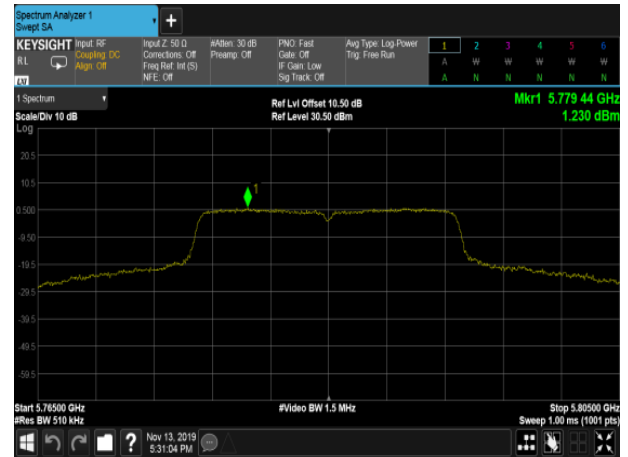 Spectrum Analyzer 1
Swept SA
+
KEYSIGHT Input: RF Input Z: 50 Ω #Atten: 30 dB PNO: Fast Avg Type: Log-Power 1 2 3 4 5 6
R L Coupling: DC Corrections: Off Preamp: Off Gate: Off Trig: Free Run A W W W W W
Align: Off Freq Ref: Int (S) IF Gain: Low
LXI NFE: Off Sig Track: Off A N N N N N
1 Spectrum Ref Lvl Offset 10.50 dB Mkr1 5.779 44 GHz
Scale/Div 10 dB Ref Level 30.50 dBm 1.230 dBm
Log
20.5
10.5
1
0.500
-9.50
-19.5
-29.5
-39.5
-49.5
-59.5
Start 5.76500 GHz #Video BW 1.5 MHz Stop 5.80500 GHz
#Res BW 510 kHz Sweep 1.00 ms (1001 pts)
? Nov 13, 2019
5:31:04 PM